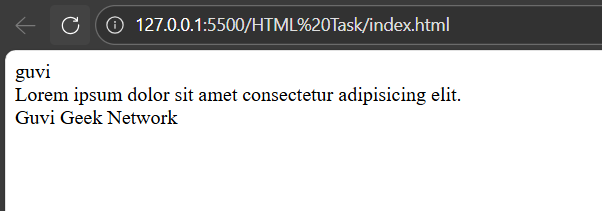 127.0.0.1:5500/HTML%20Task/index.html
guvi
Lorem ipsum dolor sit amet consectetur adipisicing elit.
Guvi Geek Network